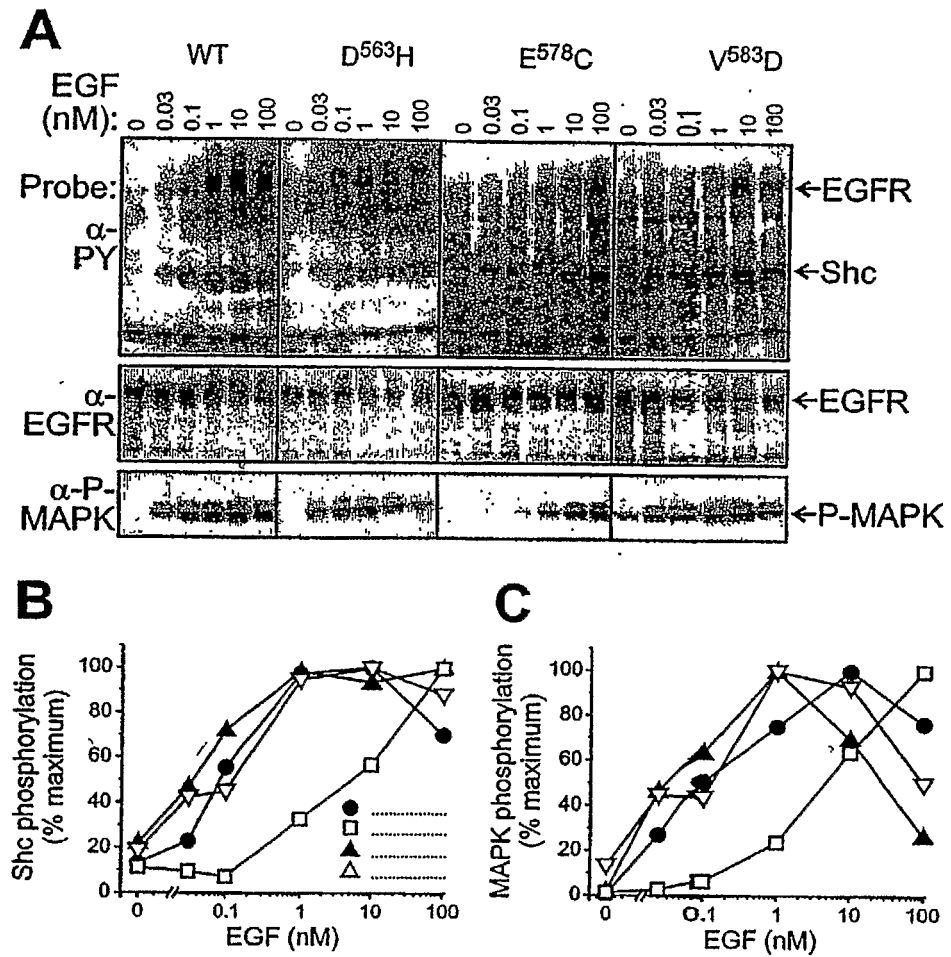 A
WT D563H E578C V583D
EGF (nM): 0 0.03 0.1 1 10 100 0 0.03 0.1 1 10 100 0 0.03 0.1 1 10 100 0 0.03 0.1 1 10 100
Probe: ←EGFR
α-PY
←Shc
α-EGFR ←EGFR
α-P-MAPK ←P-MAPK
B
Shc phosphorylation (% maximum)
100
80
60
40
20
0
0 0.1 1 10 100
EGF (nM)
C
MAPK phosphorylation (% maximum)
100
80
60
40
20
0
0 0.1 1 10 100
EGF (nM)